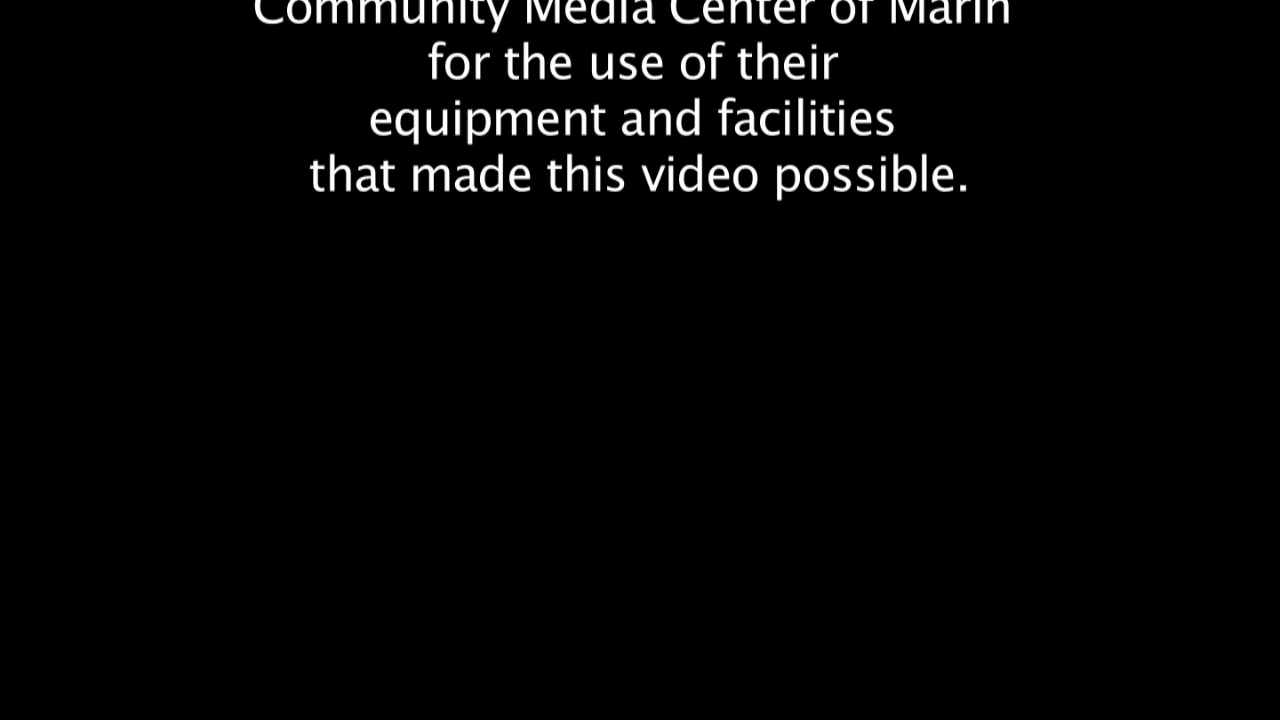 Community Media Center of Marin
for the use of their
equipment and facilities
that made this video possible.